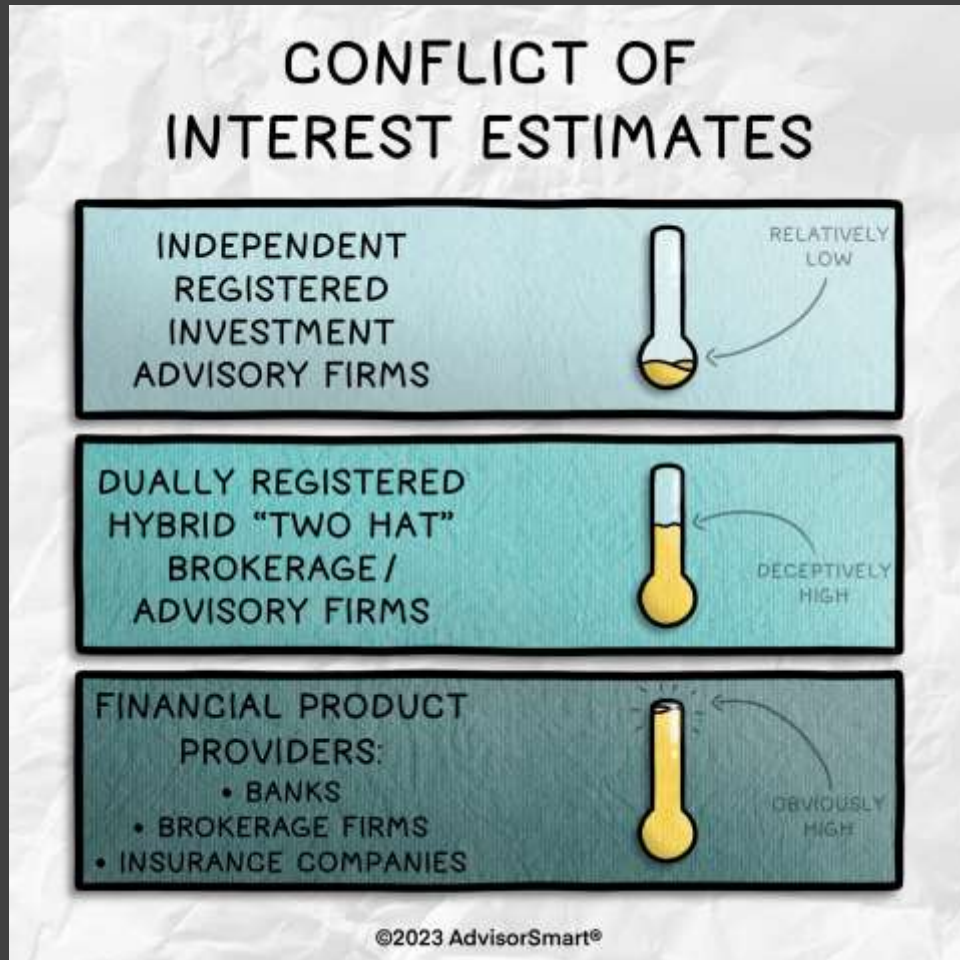 CONFLICT OF
INTEREST ESTIMATES
INDEPENDENT
REGISTERED
INVESTMENT
ADVISORY FIRMS
RELATIVELY
LOW
DUALLY REGISTERED
HYBRID “TWO HAT”
BROKERAGE/
ADVISORY FIRMS
DECEPTIVELY
HIGH
FINANCIAL PRODUCT
PROVIDERS:
• BANKS
• BROKERAGE FIRMS
• INSURANCE COMPANIES
OBVIOUSLY
HIGH
©2023 AdvisorSmart®